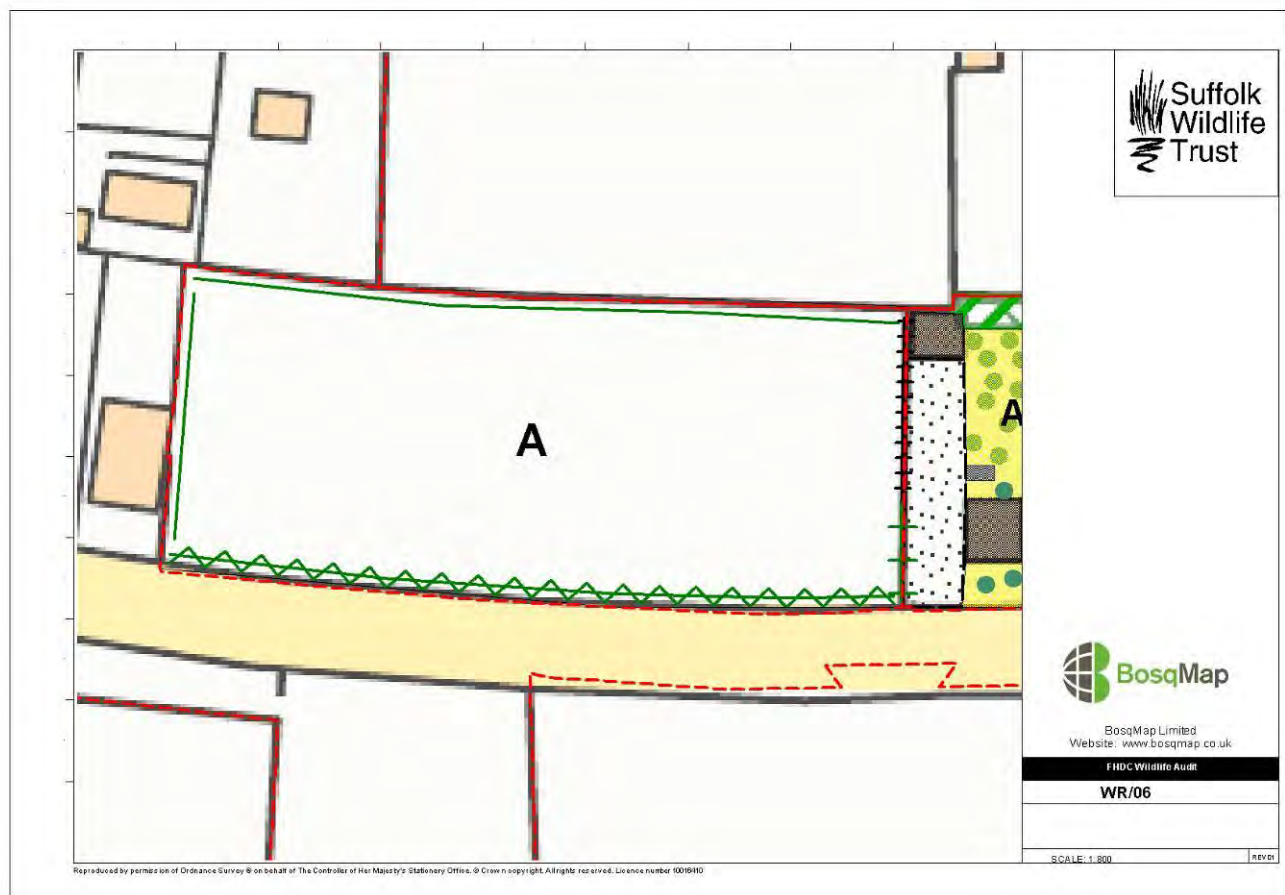 Suffolk
Wildlife
Trust
A
A
BosqMap
BosqMap Limited
Website: www.bosqmap.co.uk
FHDC Wildlife Audit
WR/06
SCALE: 1:800
REV 01
Reproduced by permission of Ordnance Survey ® on behalf of The Controller of Her Majesty's Stationery Office. © Crown copyright. All rights reserved. Licence number 10016410